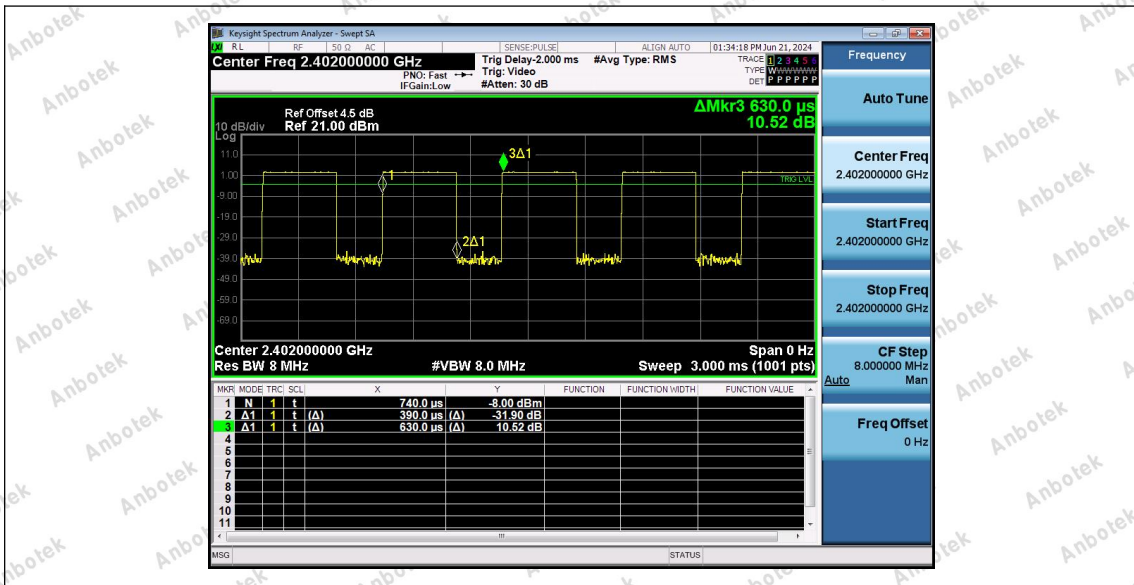 Keysight Spectrum Analyzer - Swept SA
LXI RL RF 50 Ω AC SENSE:PULSE ALIGN AUTO 01:34:18 PM Jun 21, 2024
Center Freq 2.402000000 GHz
PNO: Fast
IFGain:Low
Trig Delay-2.000 ms
Trig: Video
#Atten: 30 dB
#Avg Type: RMS
TRACE 1 2 3 4 5 6
TYPE WWWWWW
DET P P P P P P
ΔMkr3 630.0 µs
10.52 dB
Ref Offset 4.5 dB
10 dB/div Ref 21.00 dBm
Log
11.0
1.00
-9.00
-19.0
-29.0
-39.0
-49.0
-59.0
-69.0
1
2Δ1
3Δ1
TRIG LVL
Center 2.402000000 GHz Span 0 Hz
Res BW 8 MHz #VBW 8.0 MHz Sweep 3.000 ms (1001 pts)
MKR MODE TRC SCL X Y FUNCTION FUNCTION WIDTH FUNCTION VALUE
1 N 1 t 740.0 µs -8.00 dBm
2 Δ1 1 t (Δ) 390.0 µs (Δ) -31.90 dB
3 Δ1 1 t (Δ) 630.0 µs (Δ) 10.52 dB
4
5
6
7
8
9
10
11
MSG STATUS
Frequency
Auto Tune
Center Freq
2.402000000 GHz
Start Freq
2.402000000 GHz
Stop Freq
2.402000000 GHz
CF Step
8.000000 MHz
Auto Man
Freq Offset
0 Hz
Anbotek